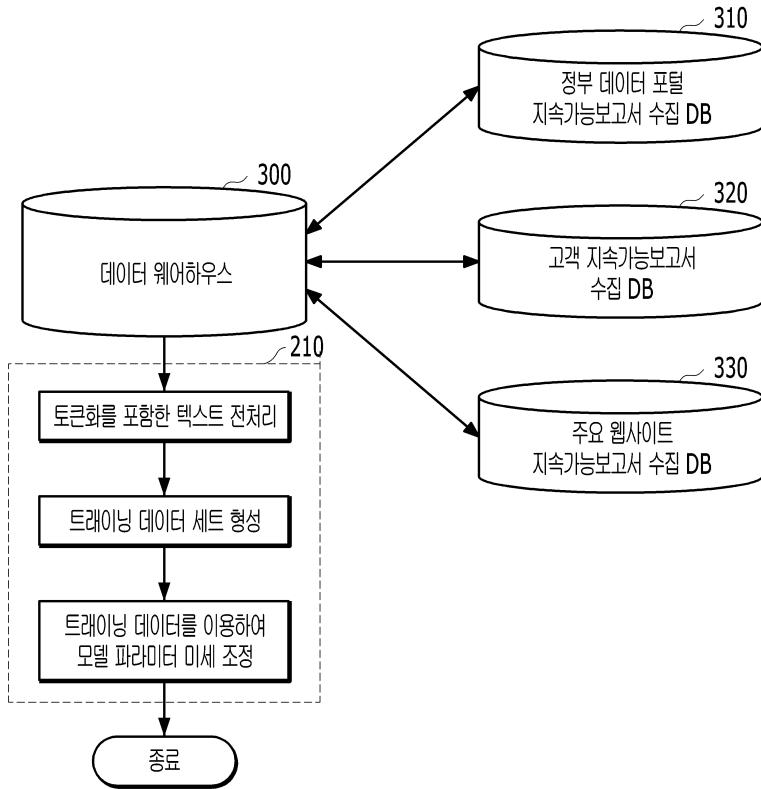 310
정부 데이터 포털
지속가능보고서 수집 DB
300
데이터 웨어하우스
320
고객 지속가능보고서
수집 DB
330
주요 웹사이트
지속가능보고서 수집 DB
210
토큰화를 포함한 텍스트 전처리
트래이닝 데이터 세트 형성
트래이닝 데이터를 이용하여
모델 파라미터 미세 조정
종료